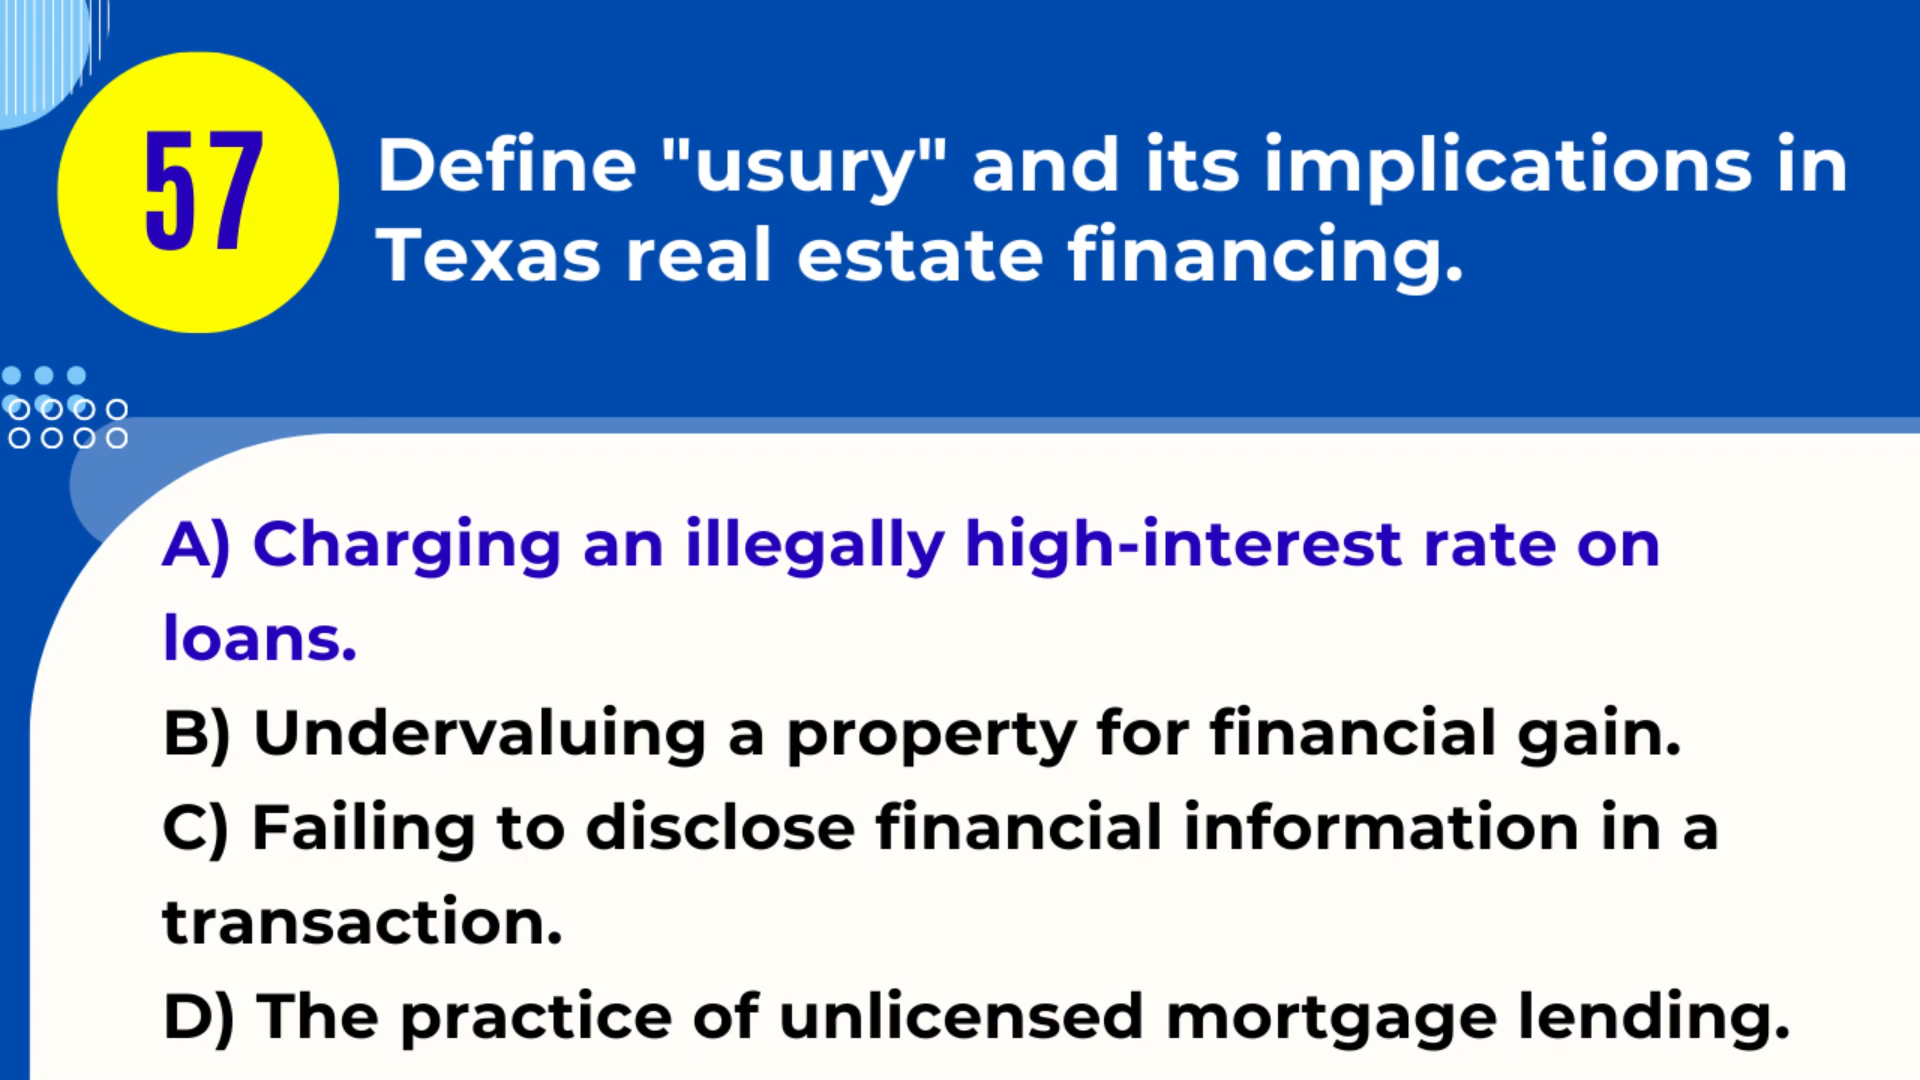 57
Define "usury" and its implications in
Texas real estate financing.
A) Charging an illegally high-interest rate on
loans.
B) Undervaluing a property for financial gain.
C) Failing to disclose financial information in a
transaction.
D) The practice of unlicensed mortgage lending.